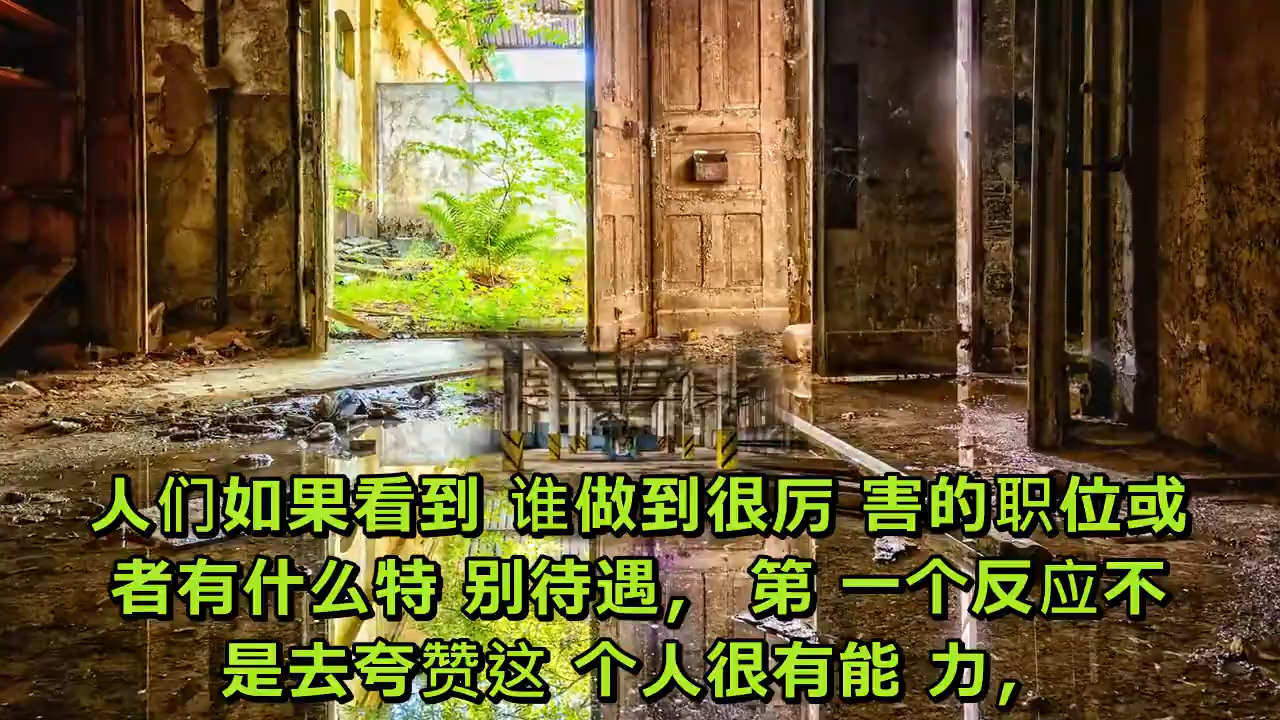 人们如果看到 谁做到很厉 害的职位或
者有什么特 别待遇， 第 一个反应不
是去夸赞这 个人很有能 力，